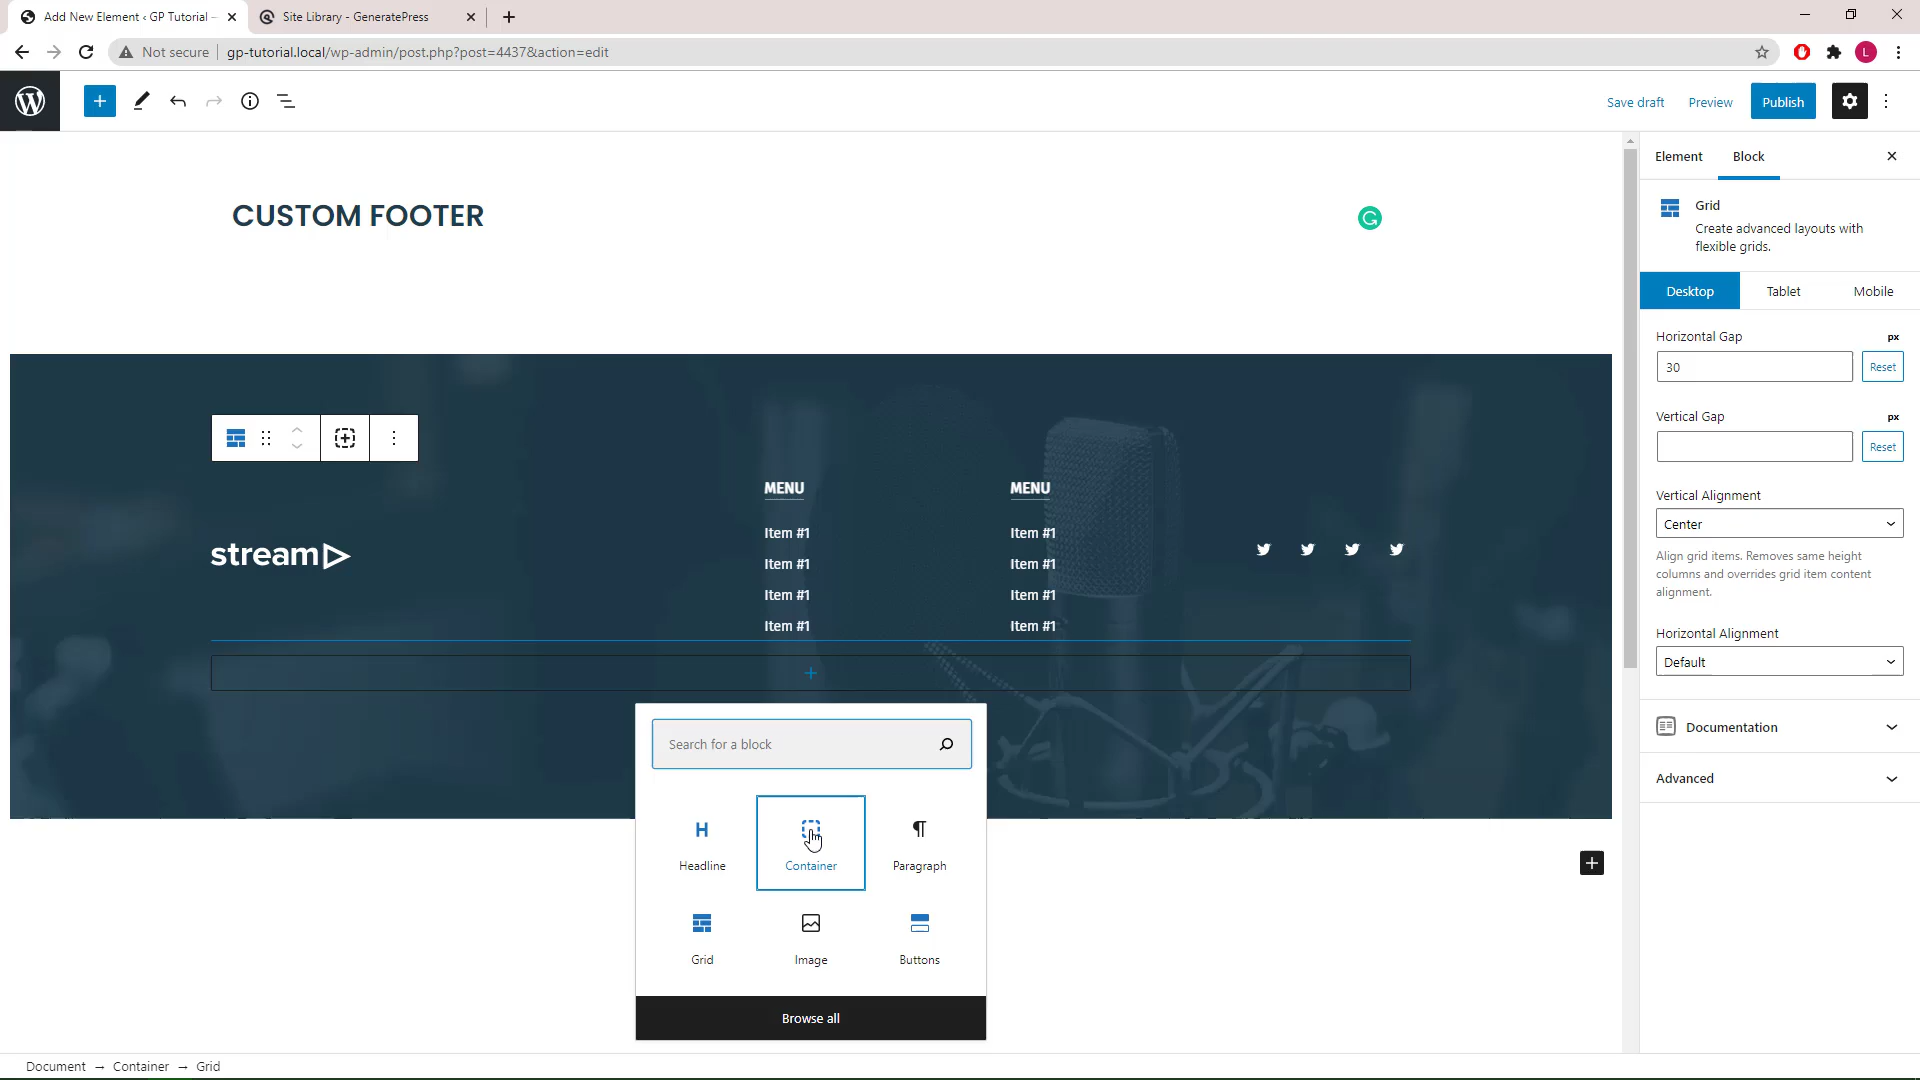 Add New Element ‹ GP Tutorial —
Site Library - GeneratePress
Not secure
gp-tutorial.local/wp-admin/post.php?post=4437&action=edit
L
Save draft
Preview
Publish
CUSTOM FOOTER
Element
Block
Grid
Create advanced layouts with
flexible grids.
Desktop
Tablet
Mobile
Horizontal Gap
px
30
Reset
Vertical Gap
px
Reset
Vertical Alignment
Center
Align grid items. Removes same height
columns and overrides grid item content
alignment.
Horizontal Alignment
Default
Documentation
Advanced
stream
MENU
Item #1
Item #1
Item #1
Item #1
MENU
Item #1
Item #1
Item #1
Item #1
Search for a block
Headline
Container
Paragraph
Grid
Image
Buttons
Browse all
Document → Container → Grid